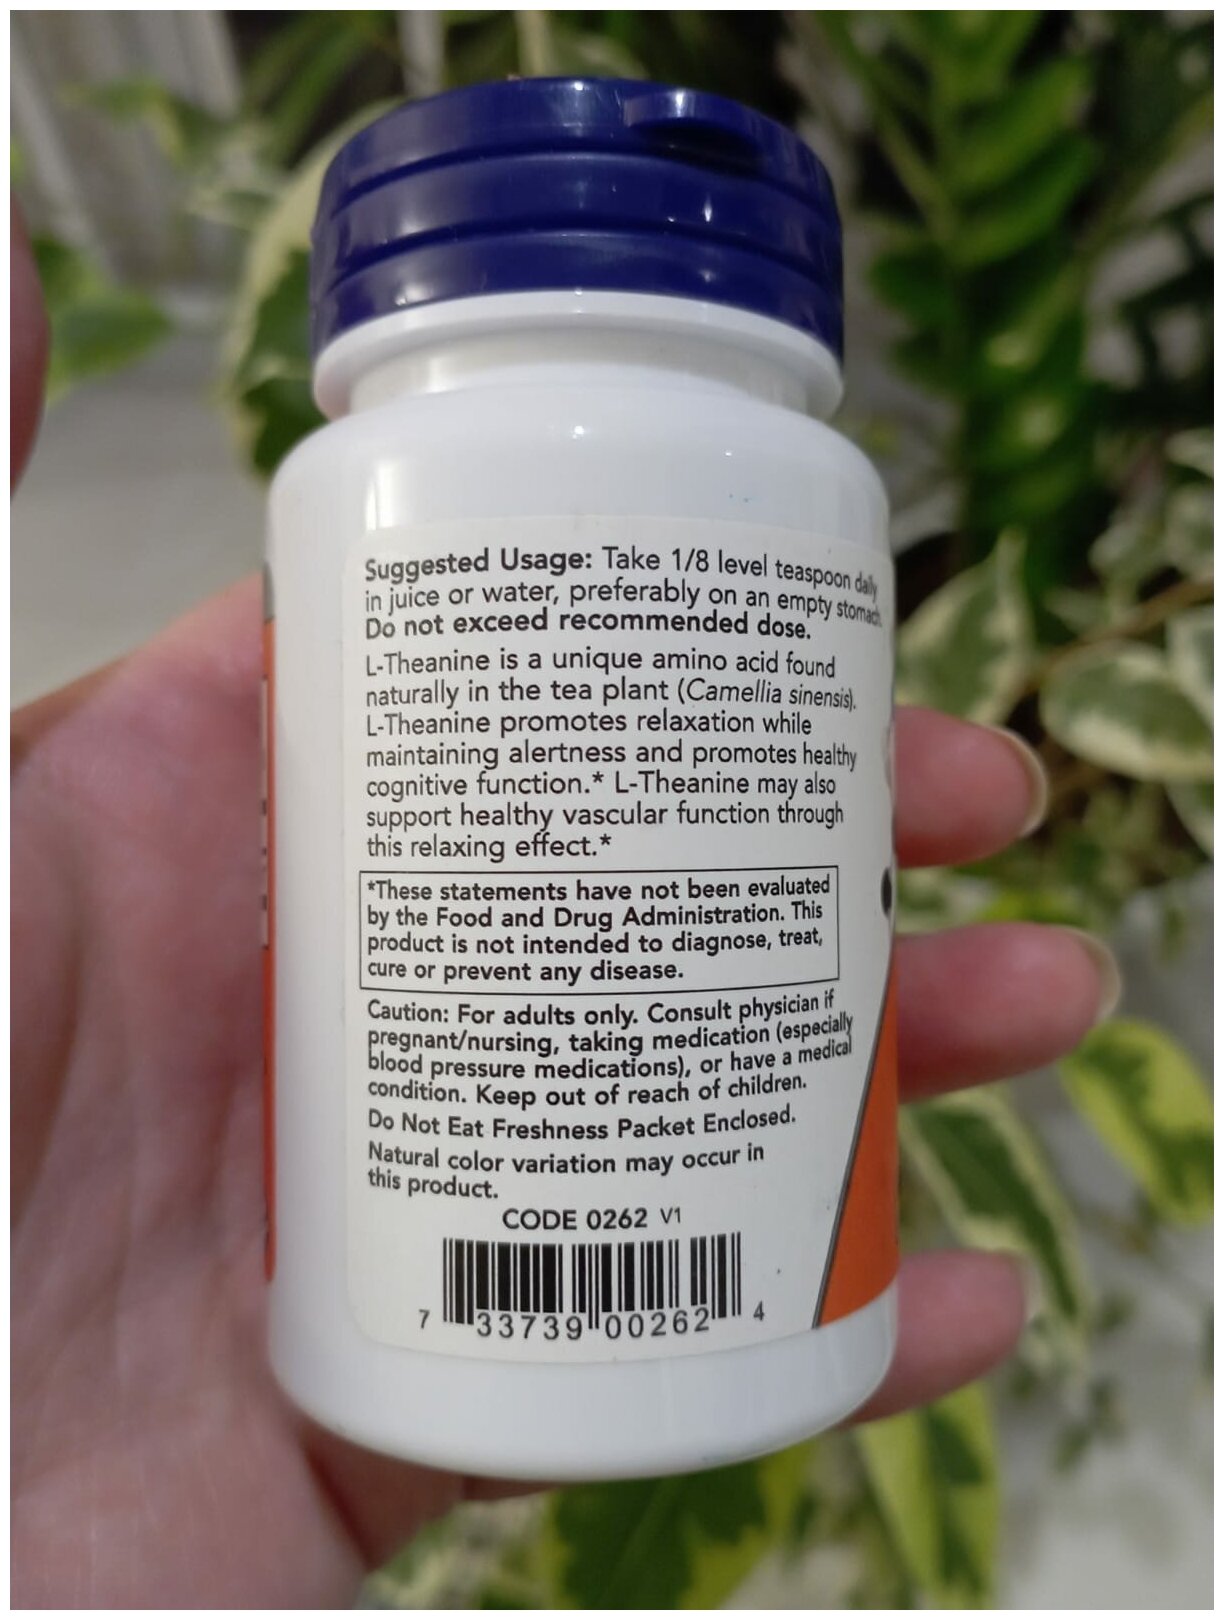 Suggested Usage: Take 1/8 level teaspoon daily
in juice or water, preferably on an empty stomach.
Do not exceed recommended dose.
L-Theanine is a unique amino acid found
naturally in the tea plant (Camellia sinensis).
L-Theanine promotes relaxation while
maintaining alertness and promotes healthy
cognitive function.* L-Theanine may also
support healthy vascular function through
this relaxing effect.*
*These statements have not been evaluated
by the Food and Drug Administration. This
product is not intended to diagnose, treat,
cure or prevent any disease.
Caution: For adults only. Consult physician if
pregnant/nursing, taking medication (especially
blood pressure medications), or have a medical
condition. Keep out of reach of children.
Do Not Eat Freshness Packet Enclosed.
Natural color variation may occur in
this product.
CODE 0262 V1
7 33739 00262 4